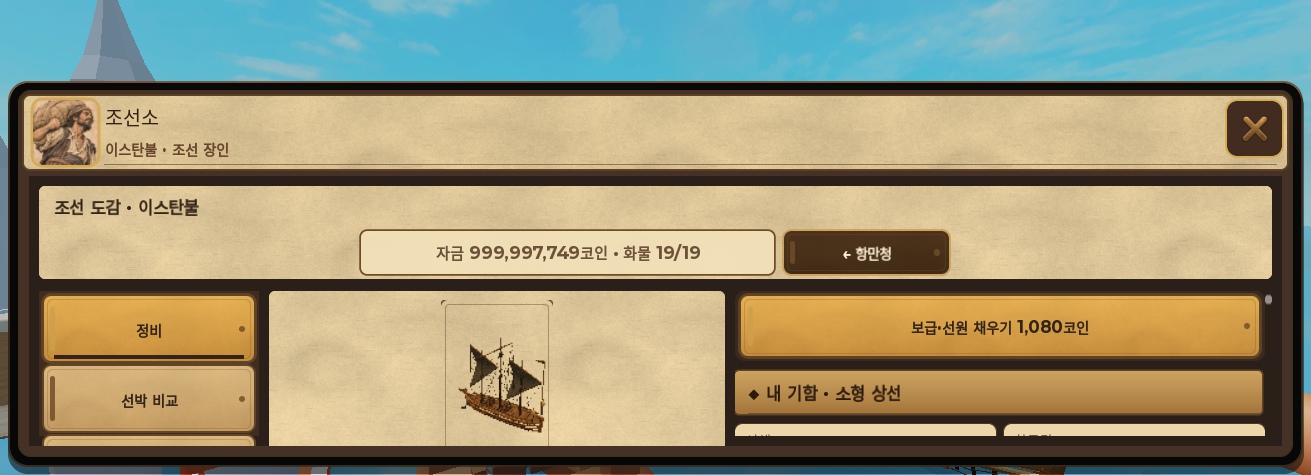 조선소
이스탄불 • 조선 장인
조선 도감 • 이스탄불
자금 999,997,749코인 • 화물 19/19
← 항만청
정비
선박 비교
보급•선원 채우기 1,080코인
◆ 내 기함 • 소형 상선